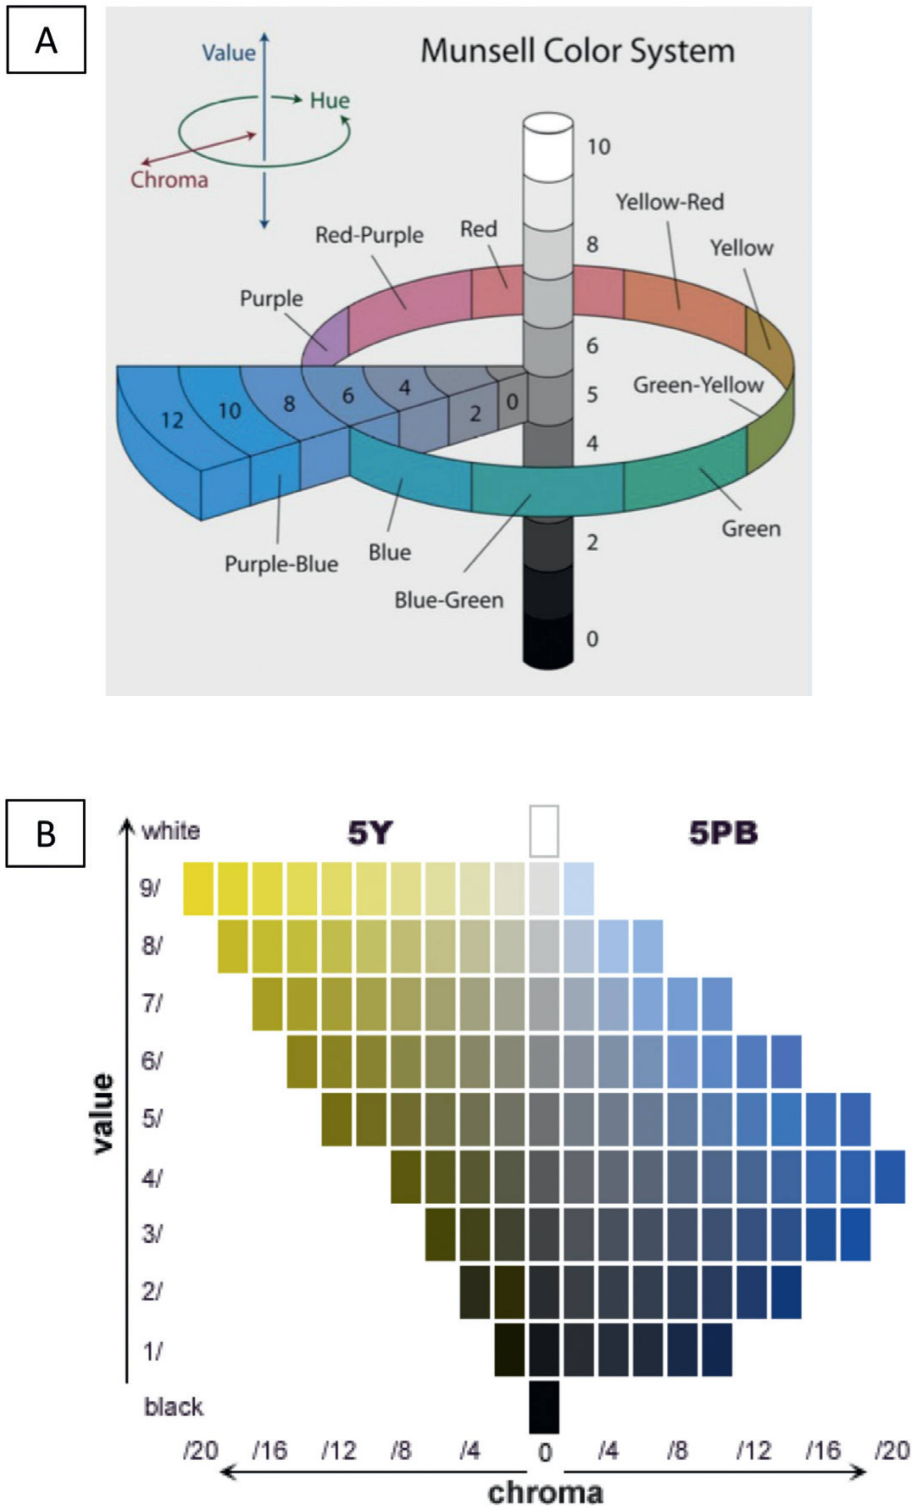 A
Munsell Color System
Value
Hue
Chroma
10
8
6
5
4
2
0
Yellow-Red
Yellow
Red
Red-Purple
Purple
Green-Yellow
12 10 8 6 4 2 0
Purple-Blue
Blue
Blue-Green
Green
B
white
5Y
5PB
9/
8/
7/
6/
5/
4/
3/
2/
1/
black
value
/20 /16 /12 /8 /4 0 /4 /8 /12 /16 /20
chroma